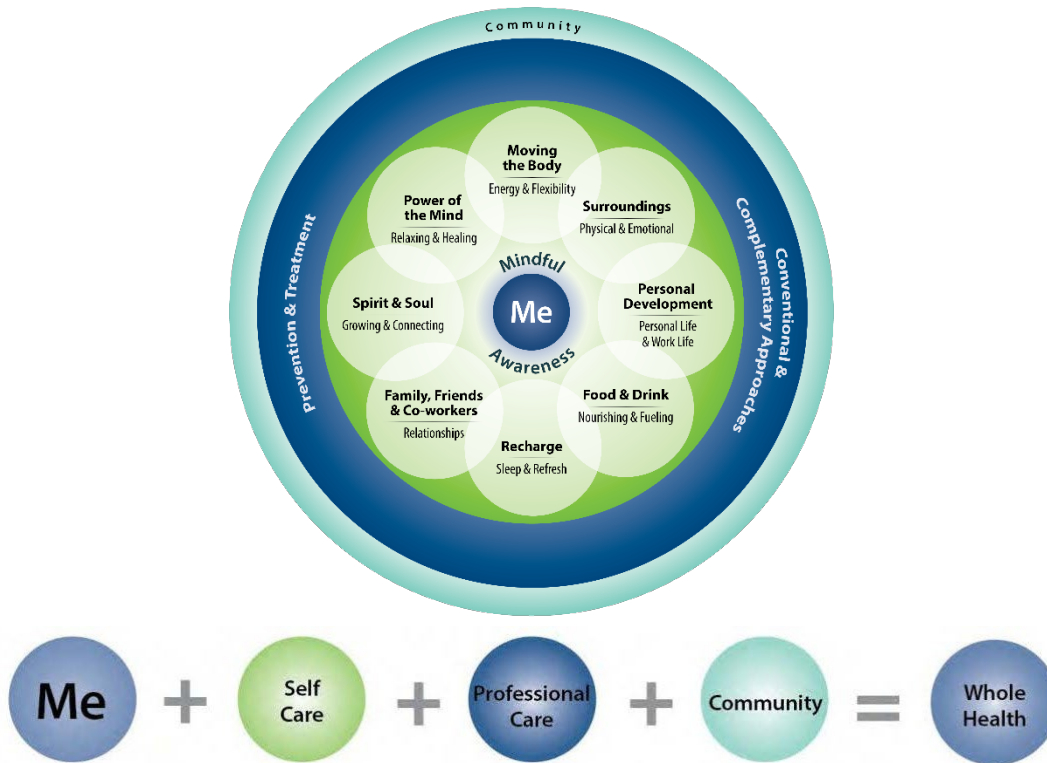 Community
Prevention & Treatment
Conventional &
Complementary Approaches
Moving
the Body
Energy & Flexibility
Surroundings
Physical & Emotional
Personal
Development
Personal Life
& Work Life
Food & Drink
Nourishing & Fueling
Recharge
Sleep & Refresh
Family, Friends
& Co-workers
Relationships
Spirit & Soul
Growing & Connecting
Power of
the Mind
Relaxing & Healing
Mindful
Me
Awareness
Me
+
Self
Care
+
Professional
Care
+
Community
=
Whole
Health